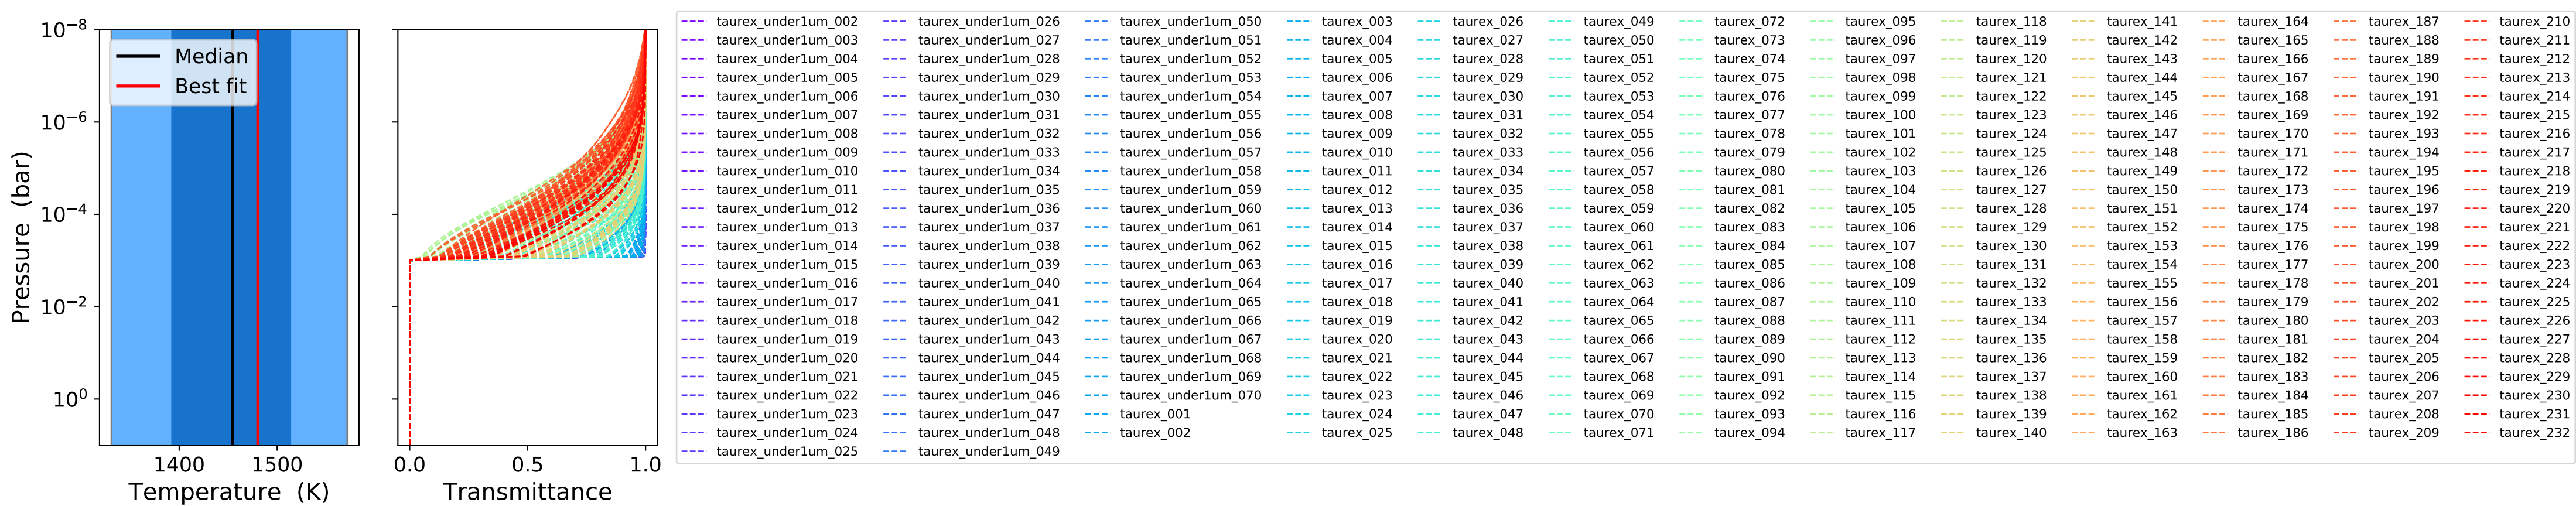 10⁻⁸
10⁻⁶
10⁻⁴
10⁻²
10⁰
Pressure (bar)
Median
Best fit
1400
1500
Temperature (K)
0.0
0.5
1.0
Transmittance
taurex_under1um_002
taurex_under1um_003
taurex_under1um_004
taurex_under1um_005
taurex_under1um_006
taurex_under1um_007
taurex_under1um_008
taurex_under1um_009
taurex_under1um_010
taurex_under1um_011
taurex_under1um_012
taurex_under1um_013
taurex_under1um_014
taurex_under1um_015
taurex_under1um_016
taurex_under1um_017
taurex_under1um_018
taurex_under1um_019
taurex_under1um_020
taurex_under1um_021
taurex_under1um_022
taurex_under1um_023
taurex_under1um_024
taurex_under1um_025
taurex_under1um_026
taurex_under1um_027
taurex_under1um_028
taurex_under1um_029
taurex_under1um_030
taurex_under1um_031
taurex_under1um_032
taurex_under1um_033
taurex_under1um_034
taurex_under1um_035
taurex_under1um_036
taurex_under1um_037
taurex_under1um_038
taurex_under1um_039
taurex_under1um_040
taurex_under1um_041
taurex_under1um_042
taurex_under1um_043
taurex_under1um_044
taurex_under1um_045
taurex_under1um_046
taurex_under1um_047
taurex_under1um_048
taurex_under1um_049
taurex_under1um_050
taurex_under1um_051
taurex_under1um_052
taurex_under1um_053
taurex_under1um_054
taurex_under1um_055
taurex_under1um_056
taurex_under1um_057
taurex_under1um_058
taurex_under1um_059
taurex_under1um_060
taurex_under1um_061
taurex_under1um_062
taurex_under1um_063
taurex_under1um_064
taurex_under1um_065
taurex_under1um_066
taurex_under1um_067
taurex_under1um_068
taurex_under1um_069
taurex_under1um_070
taurex_001
taurex_002
taurex_003
taurex_004
taurex_005
taurex_006
taurex_007
taurex_008
taurex_009
taurex_010
taurex_011
taurex_012
taurex_013
taurex_014
taurex_015
taurex_016
taurex_017
taurex_018
taurex_019
taurex_020
taurex_021
taurex_022
taurex_023
taurex_024
taurex_025
taurex_026
taurex_027
taurex_028
taurex_029
taurex_030
taurex_031
taurex_032
taurex_033
taurex_034
taurex_035
taurex_036
taurex_037
taurex_038
taurex_039
taurex_040
taurex_041
taurex_042
taurex_043
taurex_044
taurex_045
taurex_046
taurex_047
taurex_048
taurex_049
taurex_050
taurex_051
taurex_052
taurex_053
taurex_054
taurex_055
taurex_056
taurex_057
taurex_058
taurex_059
taurex_060
taurex_061
taurex_062
taurex_063
taurex_064
taurex_065
taurex_066
taurex_067
taurex_068
taurex_069
taurex_070
taurex_071
taurex_072
taurex_073
taurex_074
taurex_075
taurex_076
taurex_077
taurex_078
taurex_079
taurex_080
taurex_081
taurex_082
taurex_083
taurex_084
taurex_085
taurex_086
taurex_087
taurex_088
taurex_089
taurex_090
taurex_091
taurex_092
taurex_093
taurex_094
taurex_095
taurex_096
taurex_097
taurex_098
taurex_099
taurex_100
taurex_101
taurex_102
taurex_103
taurex_104
taurex_105
taurex_106
taurex_107
taurex_108
taurex_109
taurex_110
taurex_111
taurex_112
taurex_113
taurex_114
taurex_115
taurex_116
taurex_117
taurex_118
taurex_119
taurex_120
taurex_121
taurex_122
taurex_123
taurex_124
taurex_125
taurex_126
taurex_127
taurex_128
taurex_129
taurex_130
taurex_131
taurex_132
taurex_133
taurex_134
taurex_135
taurex_136
taurex_137
taurex_138
taurex_139
taurex_140
taurex_141
taurex_142
taurex_143
taurex_144
taurex_145
taurex_146
taurex_147
taurex_148
taurex_149
taurex_150
taurex_151
taurex_152
taurex_153
taurex_154
taurex_155
taurex_156
taurex_157
taurex_158
taurex_159
taurex_160
taurex_161
taurex_162
taurex_163
taurex_164
taurex_165
taurex_166
taurex_167
taurex_168
taurex_169
taurex_170
taurex_171
taurex_172
taurex_173
taurex_174
taurex_175
taurex_176
taurex_177
taurex_178
taurex_179
taurex_180
taurex_181
taurex_182
taurex_183
taurex_184
taurex_185
taurex_186
taurex_187
taurex_188
taurex_189
taurex_190
taurex_191
taurex_192
taurex_193
taurex_194
taurex_195
taurex_196
taurex_197
taurex_198
taurex_199
taurex_200
taurex_201
taurex_202
taurex_203
taurex_204
taurex_205
taurex_206
taurex_207
taurex_208
taurex_209
taurex_210
taurex_211
taurex_212
taurex_213
taurex_214
taurex_215
taurex_216
taurex_217
taurex_218
taurex_219
taurex_220
taurex_221
taurex_222
taurex_223
taurex_224
taurex_225
taurex_226
taurex_227
taurex_228
taurex_229
taurex_230
taurex_231
taurex_232